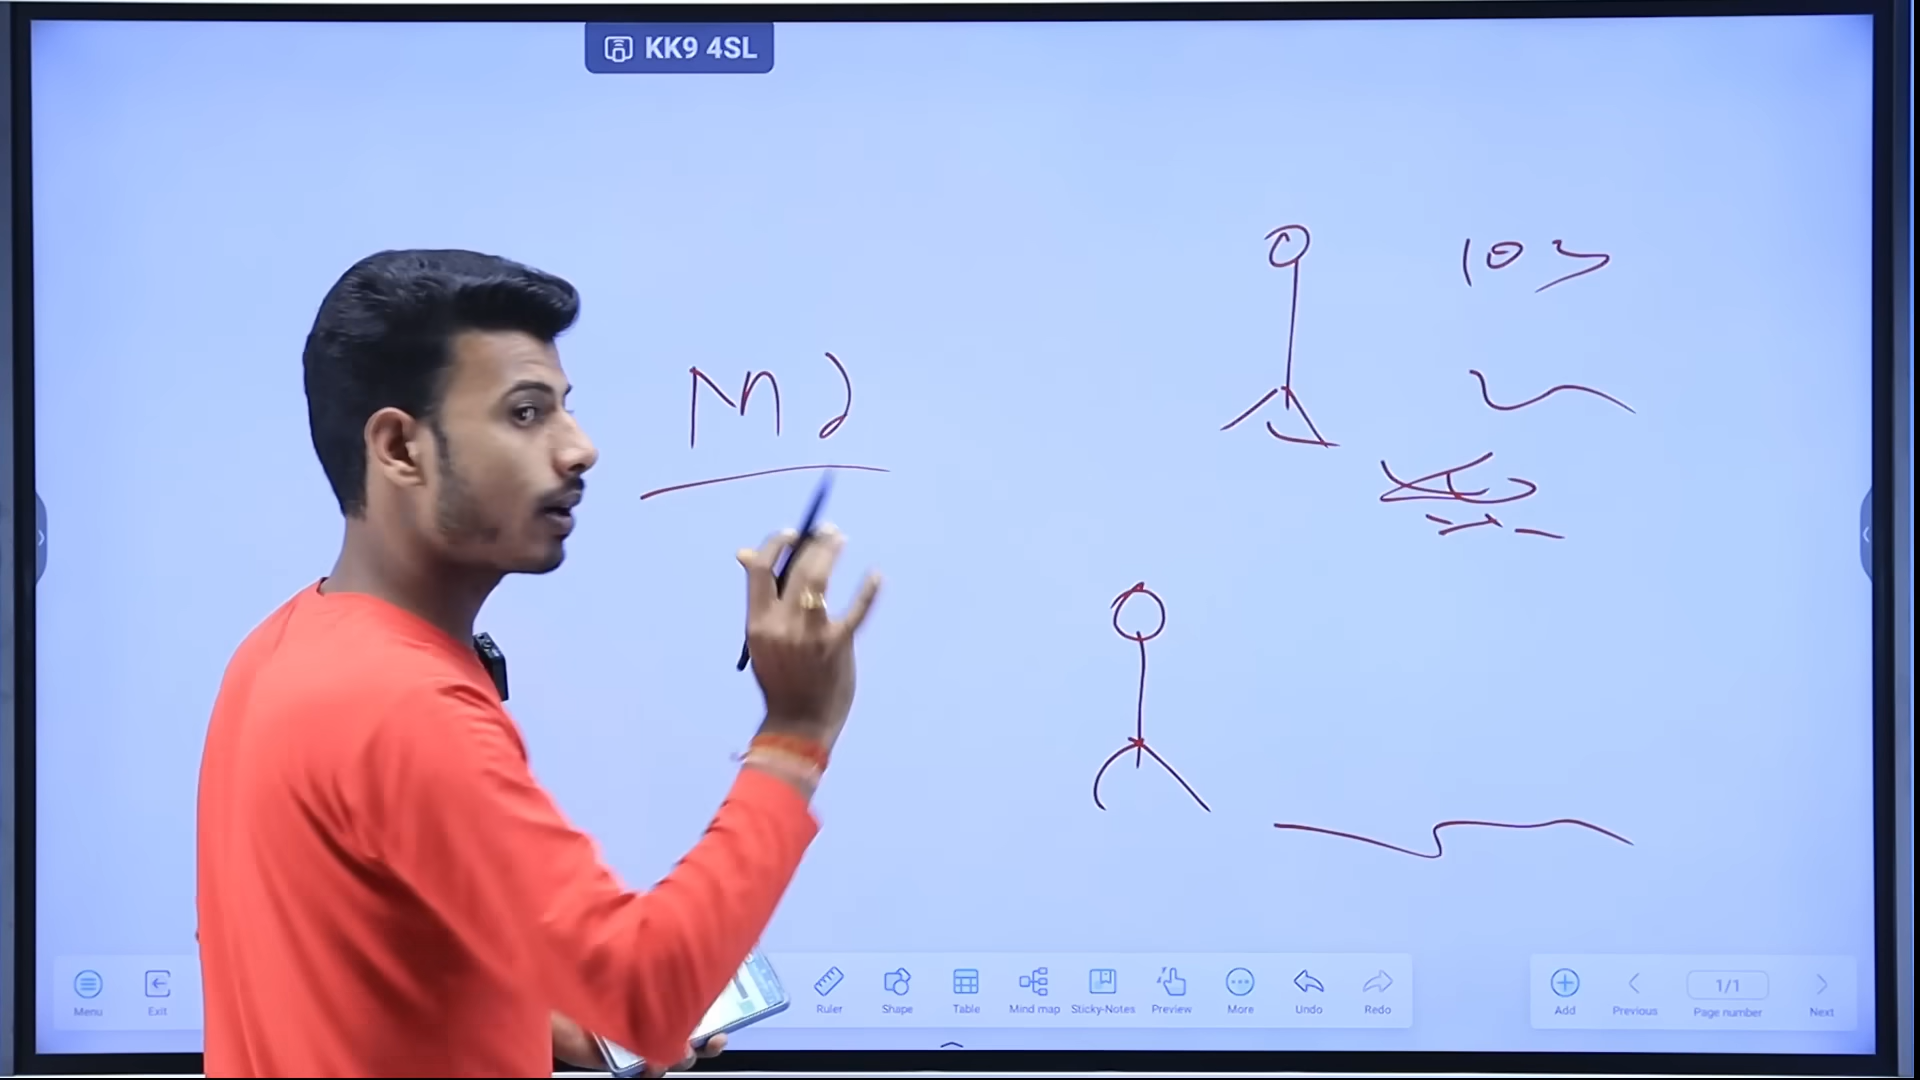 KK9 4SL
103
Menu
Exit
Ruler
Shape
Table
Mind map
Sticky-Notes
Preview
More
Undo
Redo
Add
Previous
1/1
Page number
Next